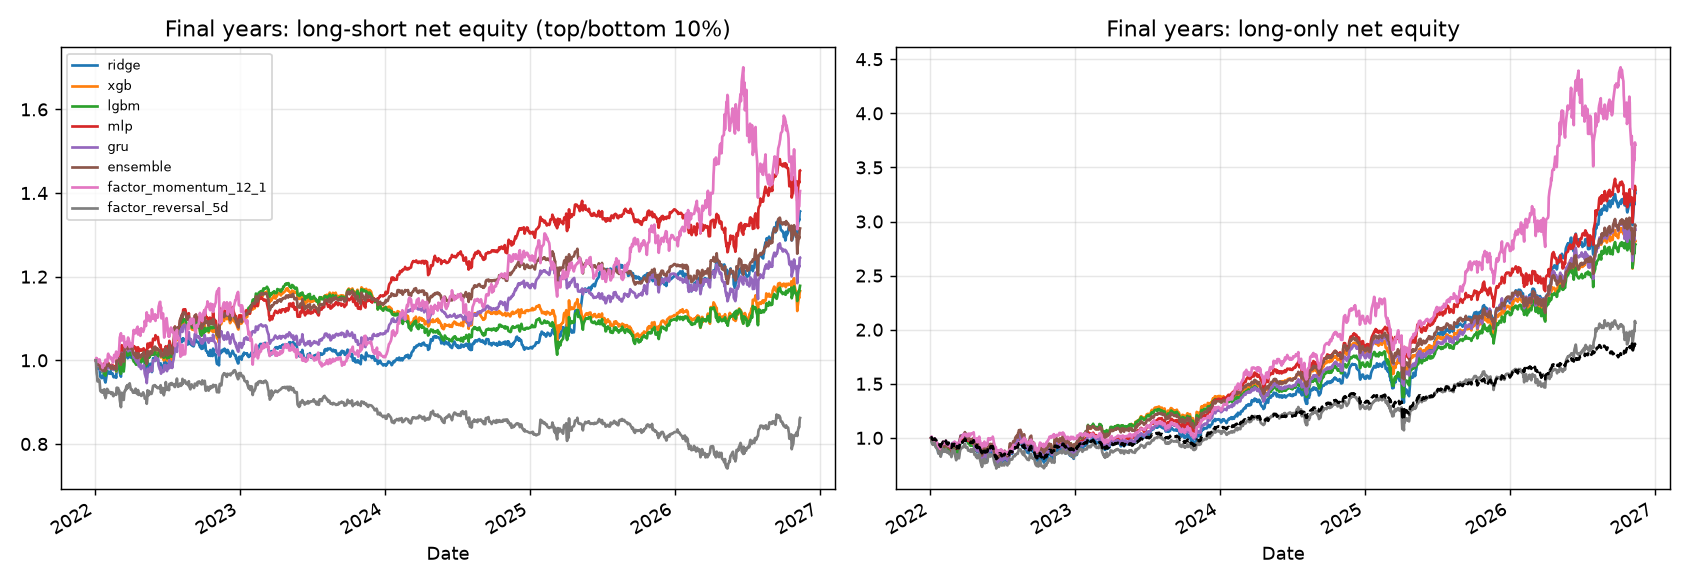 Final years: long-short net equity (top/bottom 10%)
ridge
xgb
lgbm
mlp
gru
ensemble
factor_momentum_12_1
factor_reversal_5d
1.6
1.4
1.2
1.0
0.8
2022
2023
2024
2025
2026
2027
Date
Final years: long-only net equity
4.5
4.0
3.5
3.0
2.5
2.0
1.5
1.0
2022
2023
2024
2025
2026
2027
Date